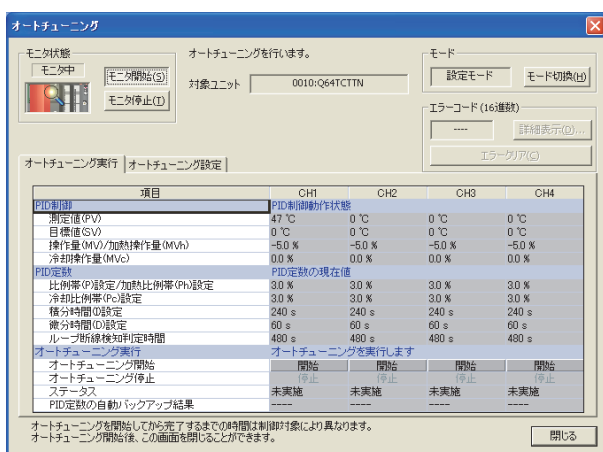 オートチューニング
モニタ状態
モニタ中
モニタ開始(S)
モニタ停止(T)
オートチューニングを行います。
対象ユニット 0010:Q64TCTTN
モード
設定モード モード切換(H)
エラーコード(16進数)
---- 詳細表示(D)...
エラークリア(C)
オートチューニング実行 オートチューニング設定
項目 CH1 CH2 CH3 CH4
PID制御 PID制御動作状態
測定値(PV) 47 ℃ 0 ℃ 0 ℃ 0 ℃
目標値(SV) 0 ℃ 0 ℃ 0 ℃ 0 ℃
操作量(MV)/加熱操作量(MVh) -5.0 % -5.0 % -5.0 % -5.0 %
冷却操作量(MVc) 0.0 % 0.0 % 0.0 % 0.0 %
PID定数 PID定数の現在値
比例帯(P)設定/加熱比例帯(Ph)設定 3.0 % 3.0 % 3.0 % 3.0 %
冷却比例帯(Pc)設定 3.0 % 3.0 % 3.0 % 3.0 %
積分時間(I)設定 240 s 240 s 240 s 240 s
微分時間(D)設定 60 s 60 s 60 s 60 s
ループ断線検知判定時間 480 s 480 s 480 s 480 s
オートチューニング実行 オートチューニングを実行します
オートチューニング開始 開始 開始 開始 開始
オートチューニング停止 停止 停止 停止 停止
ステータス 未実施 未実施 未実施 未実施
PID定数の自動バックアップ結果 ---- ---- ---- ----
オートチューニングを開始してから完了するまでの時間は制御対象により異なります。
オートチューニング開始後、この画面を閉じることができます。
閉じる